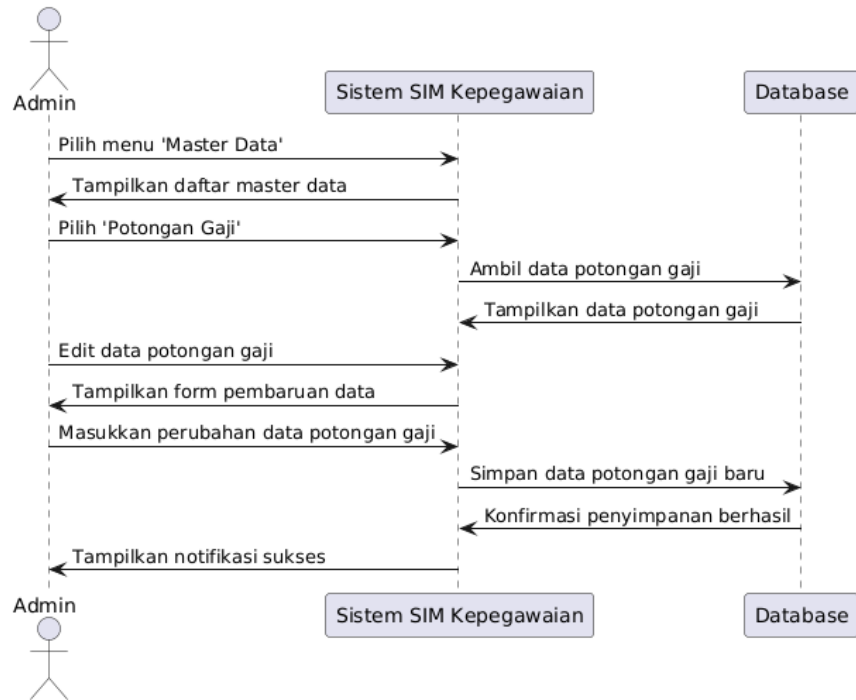 Admin
Sistem SIM Kepegawaian
Database
Pilih menu 'Master Data'
Tampilkan daftar master data
Pilih 'Potongan Gaji'
Ambil data potongan gaji
Tampilkan data potongan gaji
Edit data potongan gaji
Tampilkan form pembaruan data
Masukkan perubahan data potongan gaji
Simpan data potongan gaji baru
Konfirmasi penyimpanan berhasil
Tampilkan notifikasi sukses
Admin
Sistem SIM Kepegawaian
Database